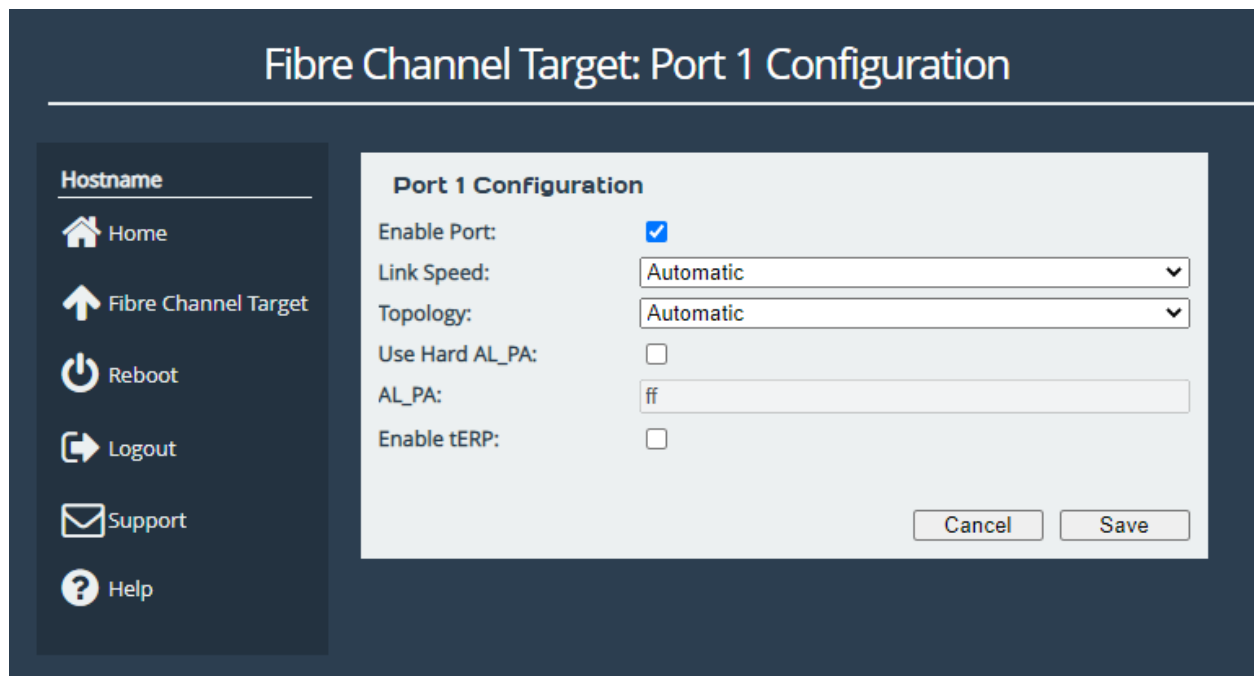 Fibre Channel Target: Port 1 Configuration
Hostname
Home
Fibre Channel Target
Reboot
Logout
Support
Help
Port 1 Configuration
Enable Port:
Link Speed: Automatic
Topology: Automatic
Use Hard AL_PA:
AL_PA: ff
Enable tERP:
Cancel Save